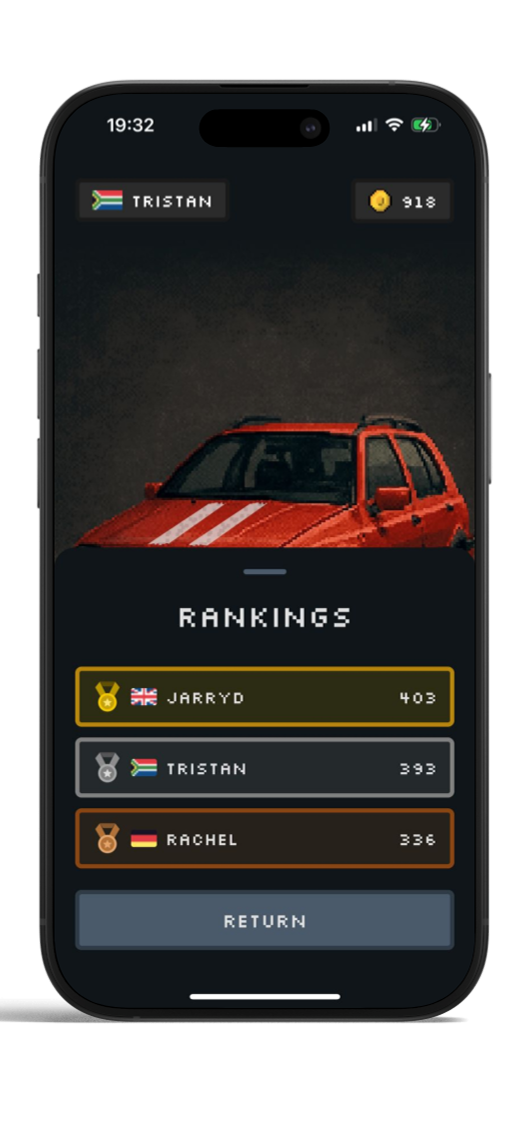 19:32
TRISTAN
J 918
RANKINGS
JARRYD 403
TRISTAN 393
RACHEL 336
RETURN